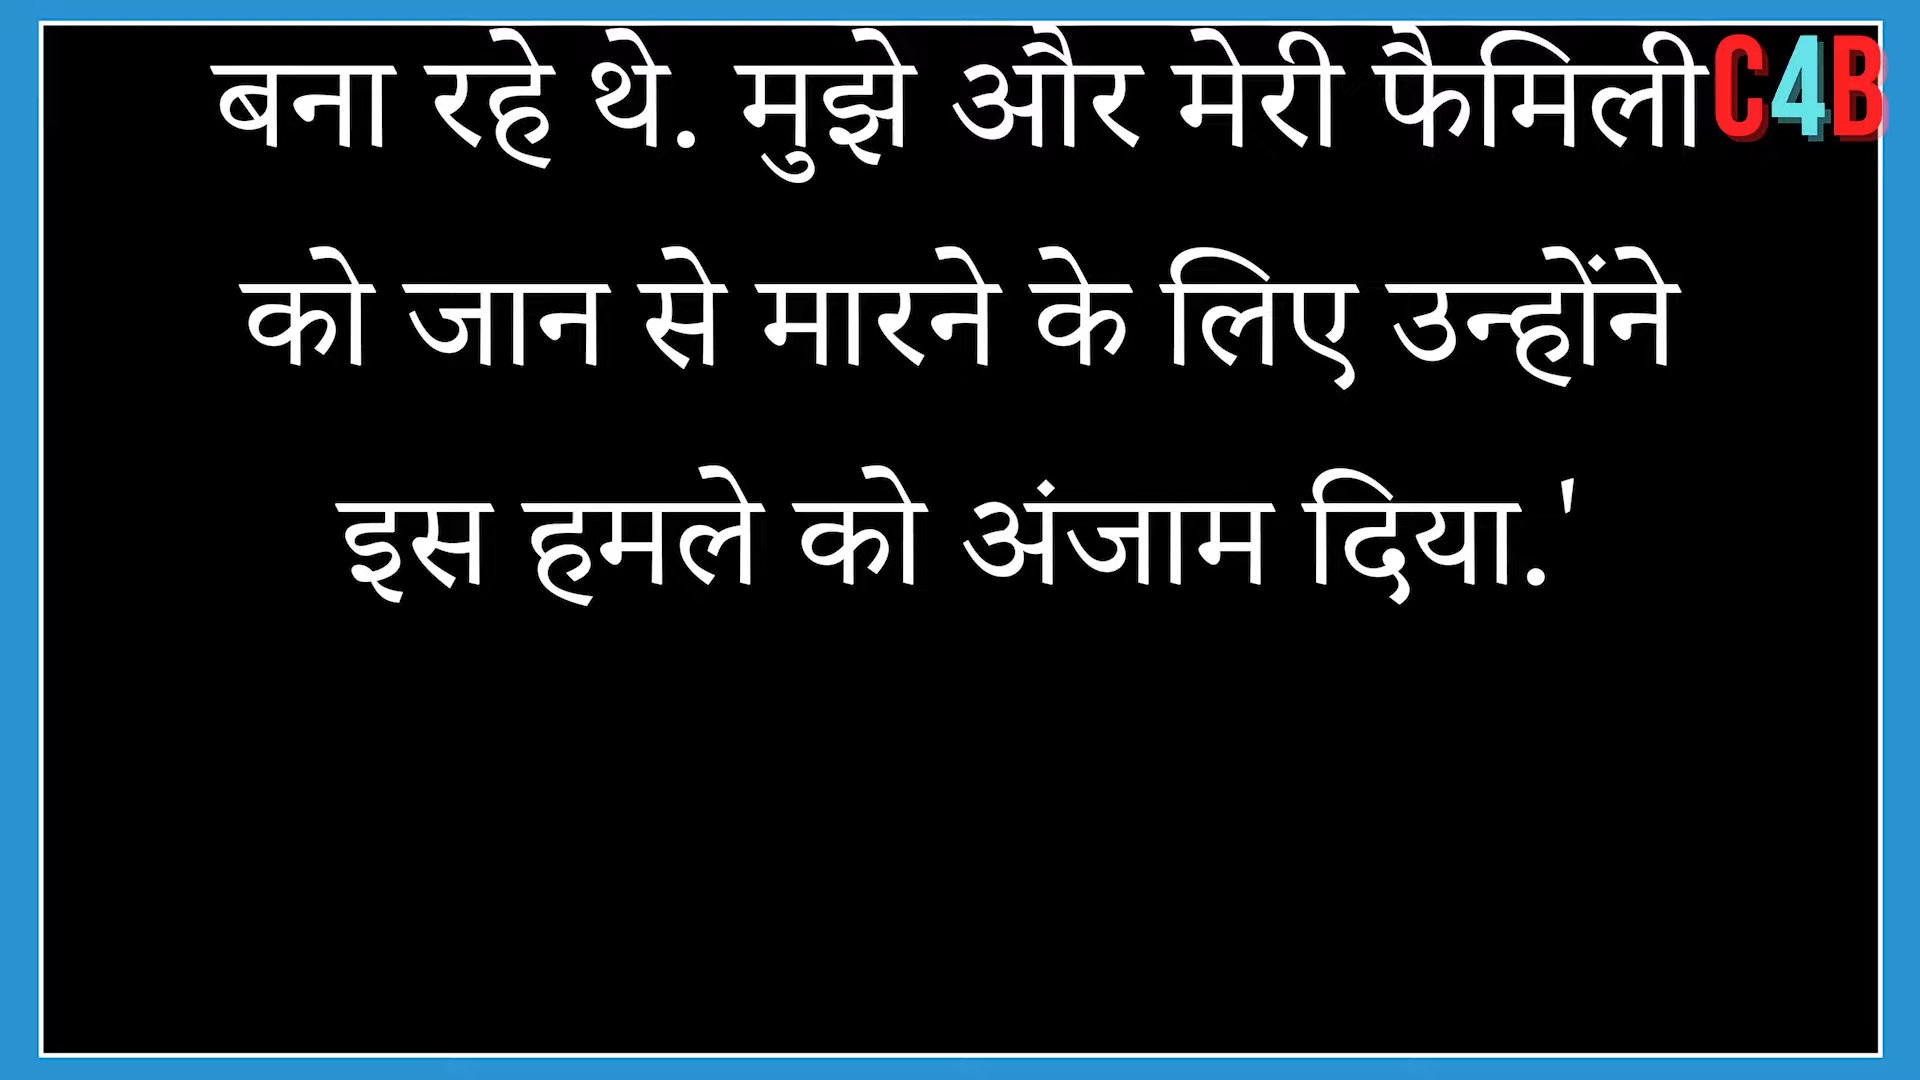 बना रहे थे. मुझे और मेरी फैमिली
C4B
को जान से मारने के लिए उन्होंने
इस हमले को अंजाम दिया.'